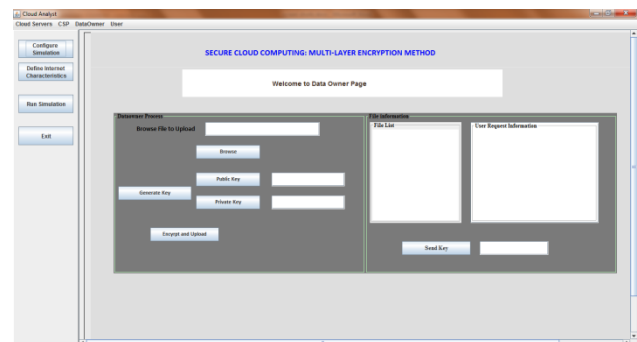 Cloud Analyst
Cloud Servers CSP DataOwner User
Configure
Simulation
Define Internet
Characteristics
Run Simulation
Exit
SECURE CLOUD COMPUTING: MULTI-LAYER ENCRYPTION METHOD
Welcome to Data Owner Page
Dataowner Process
Browse File to Upload
Browse
Public Key
Generate Key
Private Key
Encrypt and Upload
File information
File List
User Request Information
Send Key